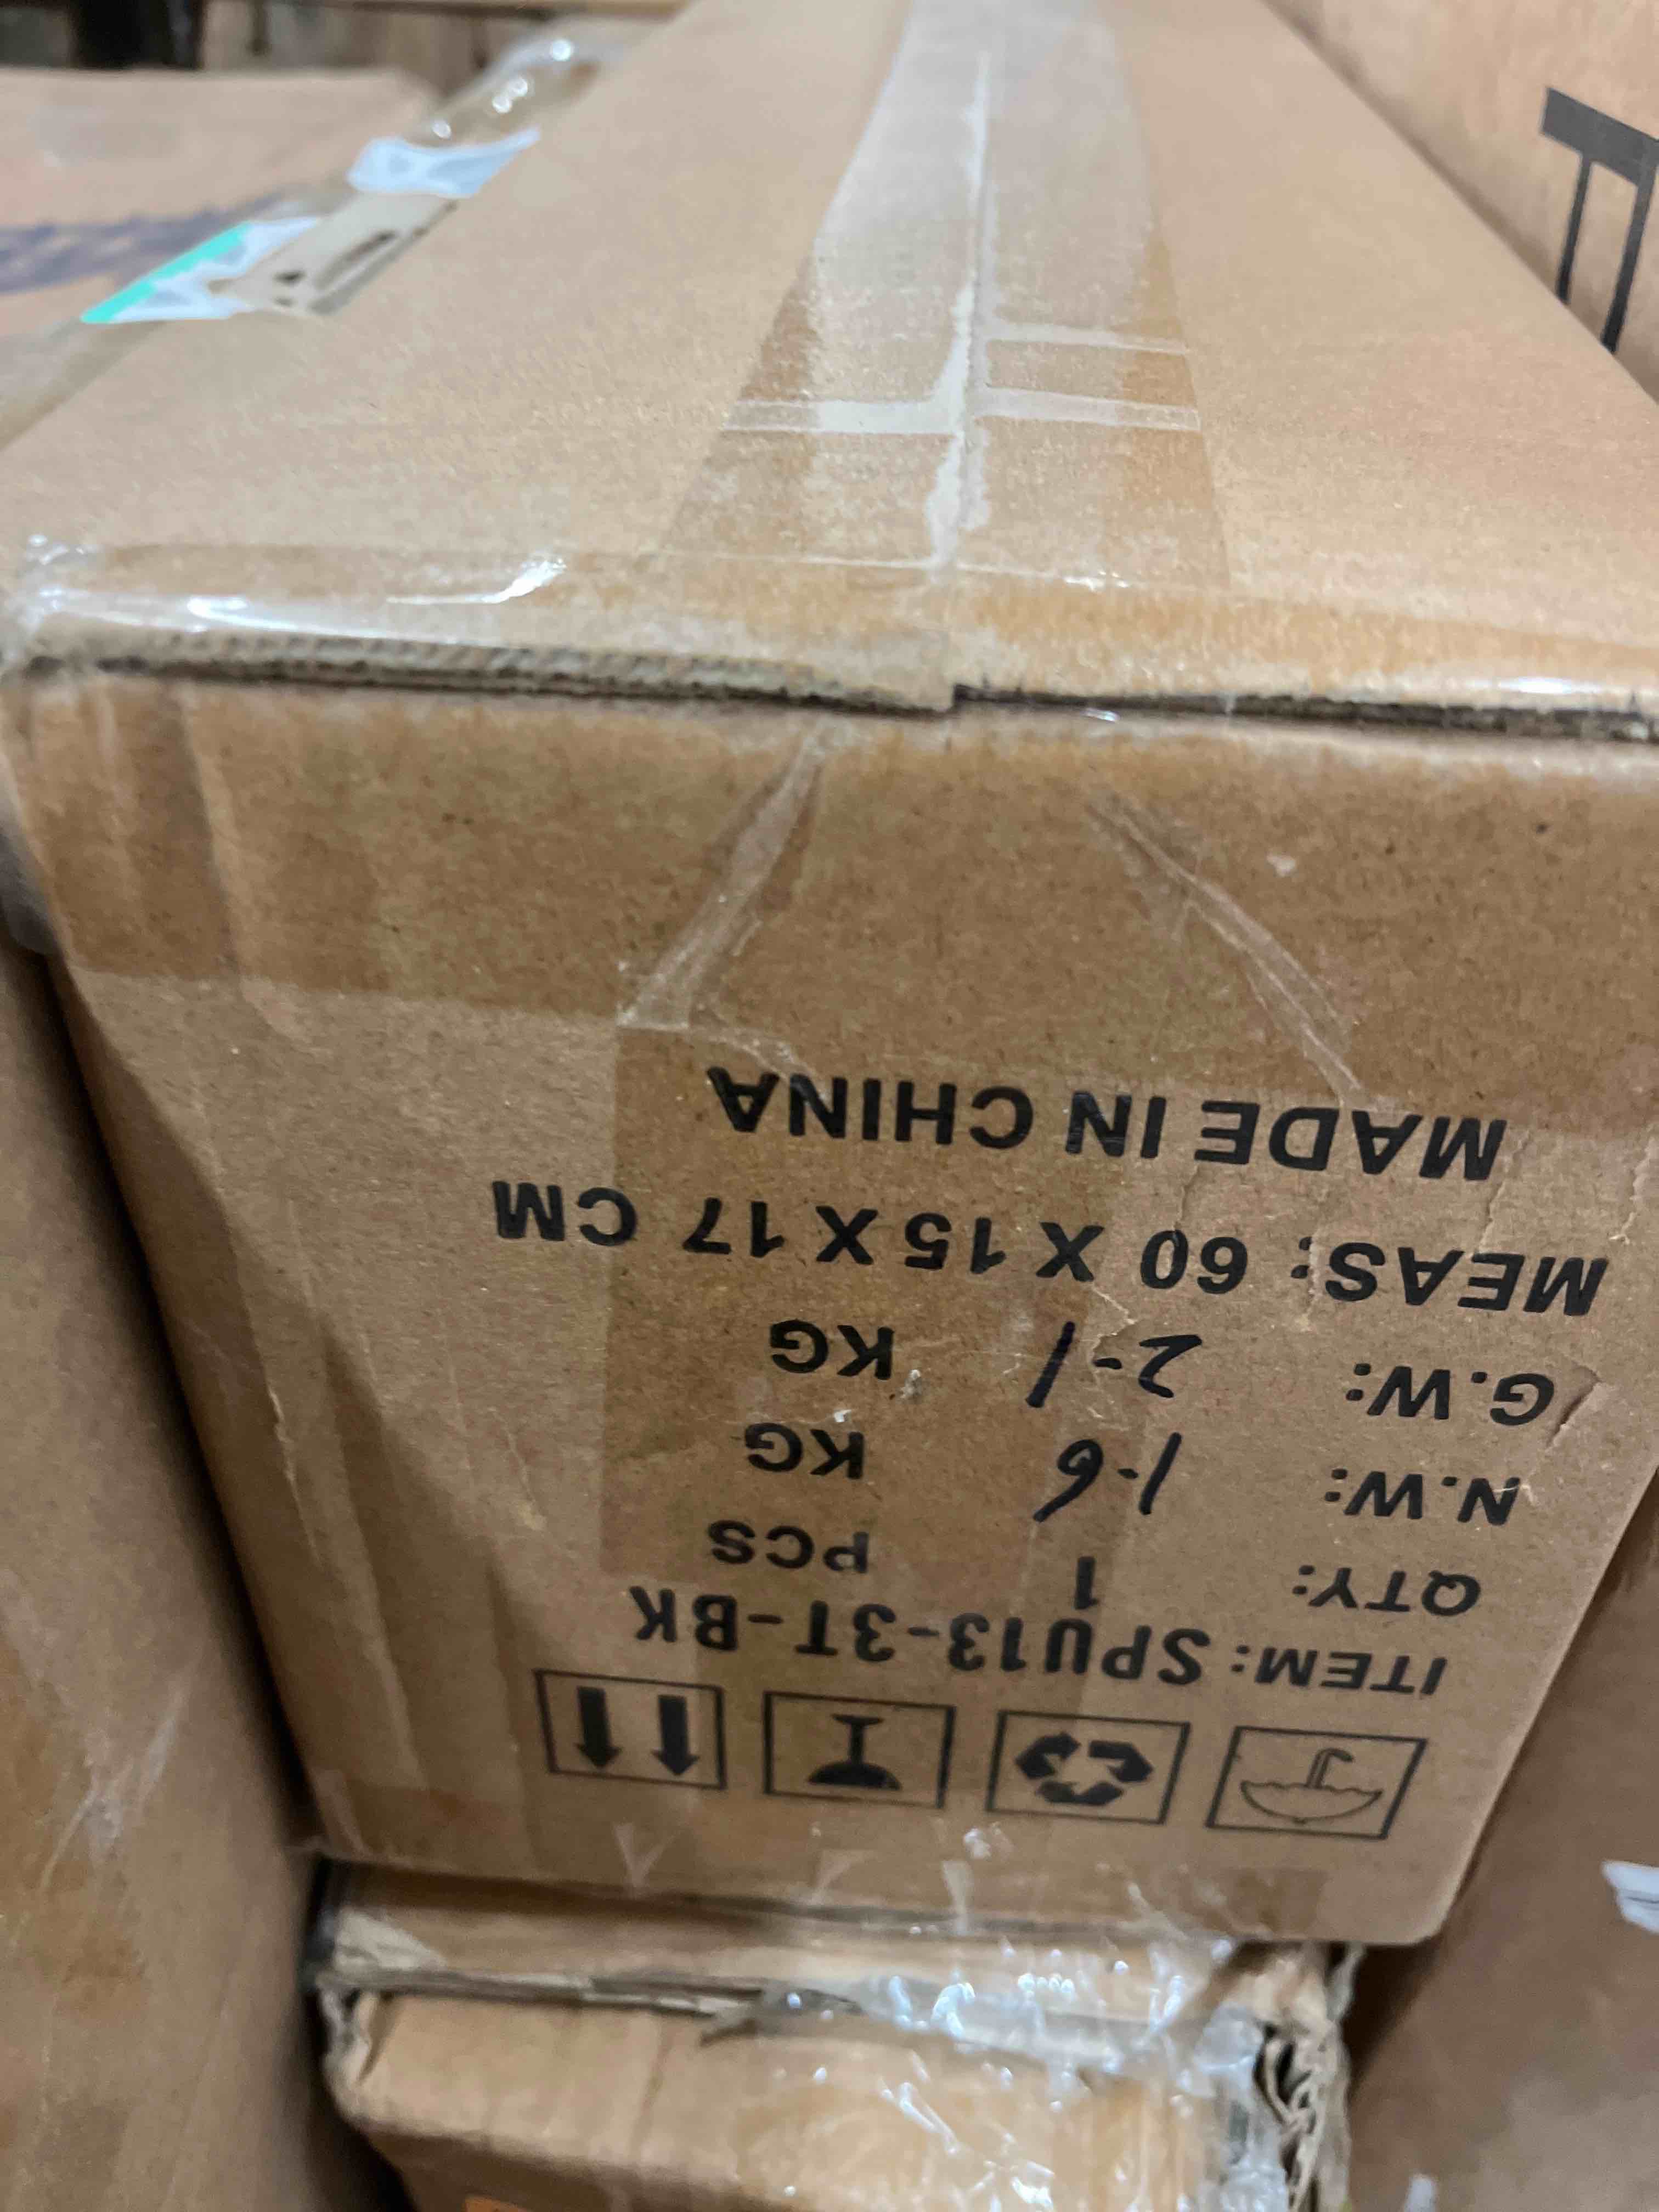 ITEM: SPU13-3T-BK
QTY: 1 PCS
N.W: 1.6 KG
G.W: 2.1 KG
MEAS: 60 X 15 X 17 CM
MADE IN CHINA